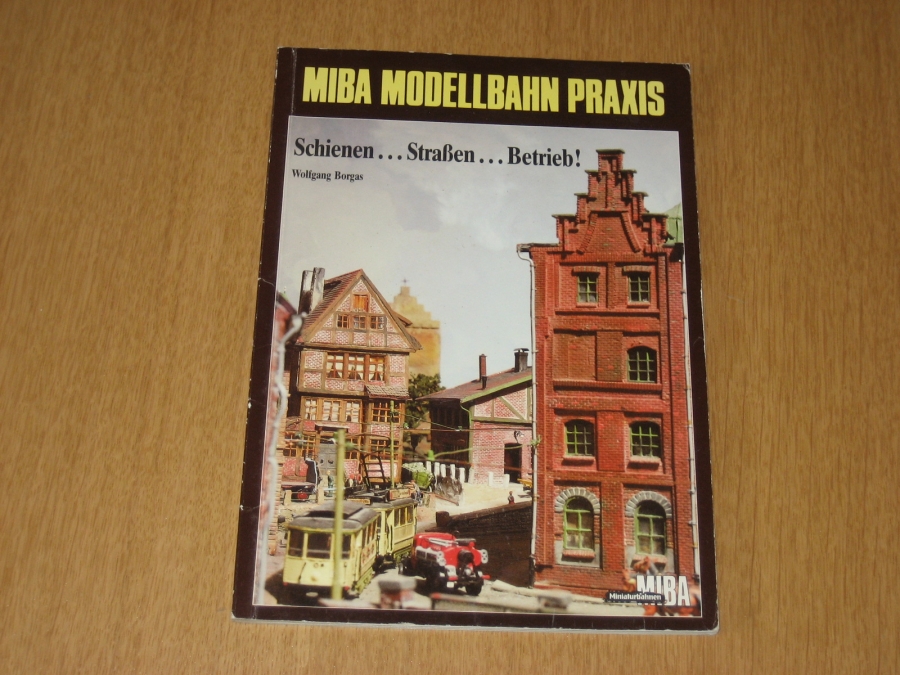 MIBA MODELLBAHN PRAXIS
Schienen... Straßen... Betrieb!
Wolfgang Borgas
MIBA
Miniaturbahnen